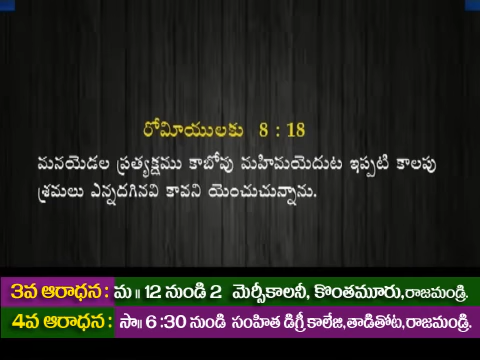 రోమీయులకు 8 : 18
మనయెడల ప్రత్యక్షము కాబోవు మహిమయెదుట ఇప్పటి కాలపు
శ్రమలు ఎన్నదగినవి కావని యెంచుచున్నాను.
3వ ఆరాధన : మ॥ 12 నుండి 2 మెర్సీకాలనీ, కొంతమూరు,రాజమండ్రి.
4వ ఆరాధన : సా॥ 6 :30 నుండి సంహిత డిగ్రీ కాలేజి,తాడితోట,రాజమండ్రి.